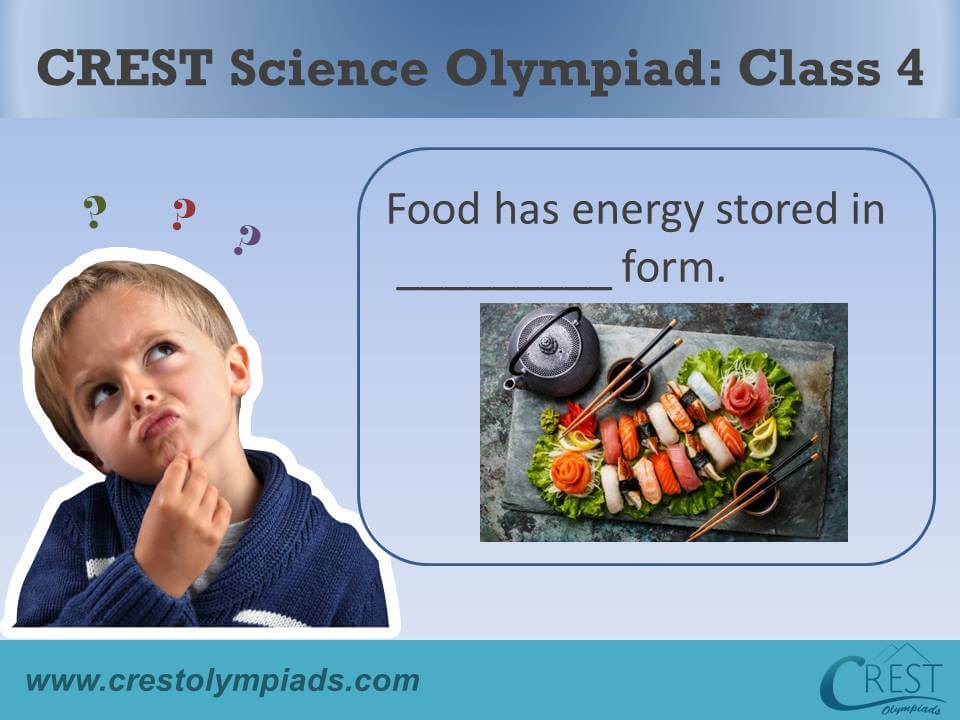 CREST Science Olympiad: Class 4
? ? ?
Food has energy stored in
_________ form.
www.crestolympiads.com
CREST
Olympiads